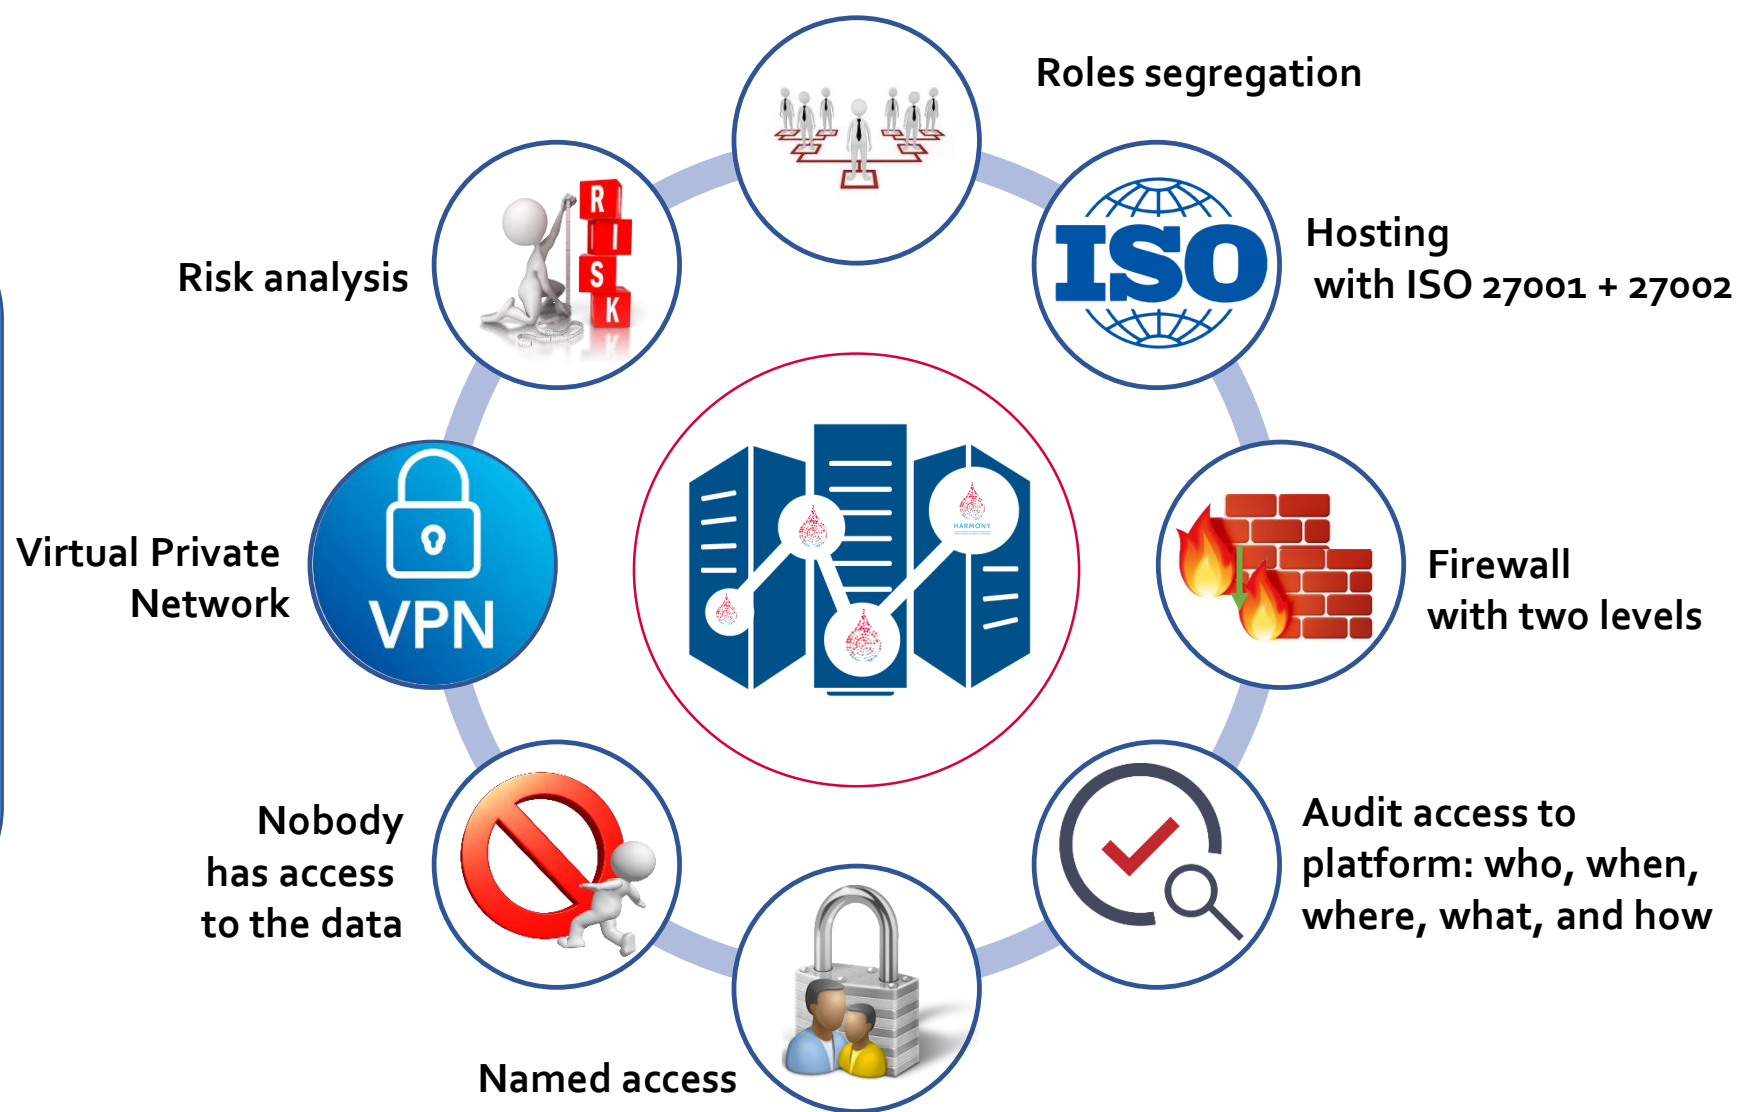 Roles segregation
Hosting
with ISO 27001 + 27002
ISO
Risk analysis
R
I
S
K
Virtual Private
Network
VPN
HARMONY
Firewall
with two levels
Nobody
has access
to the data
Audit access to
platform: who, when,
where, what, and how
Named access